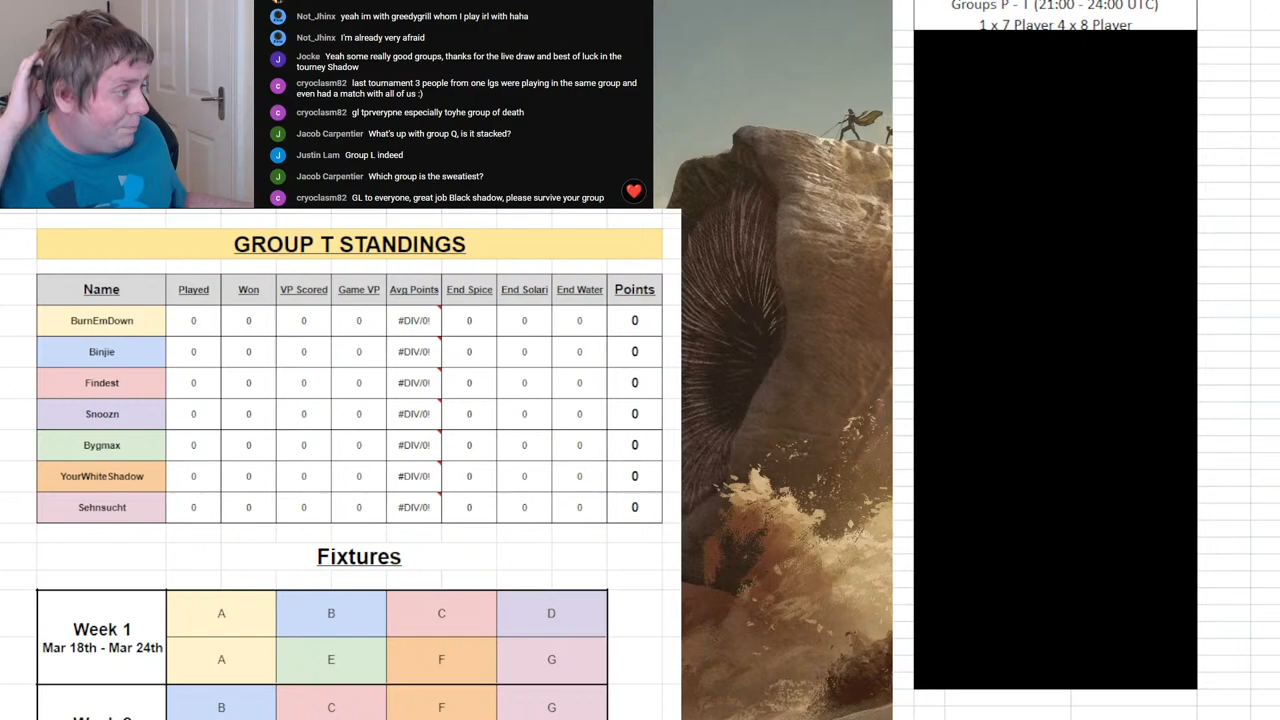 Not_Jhinx yeah im with greedygrill whom I play irl with haha
Not_Jhinx I'm already very afraid
Jocke Yeah some really good groups, thanks for the live draw and best of luck in the
tourney Shadow
cryoclasm82 last tournament 3 people from one lgs were playing in the same group and
even had a match with all of us :)
cryoclasm82 gl tprverypne especially toyhe group of death
Jacob Carpentier What's up with group Q, is it stacked?
Justin Lam Group L indeed
Jacob Carpentier Which group is the sweatiest?
cryoclasm82 GL to everyone, great job Black shadow, please survive your group
Groups P - T (21:00 - 24:00 UTC)
1 x 7 Player 4 x 8 Player
GROUP T STANDINGS
Name Played Won VP Scored Game VP Avg Points End Spice End Solari End Water Points
BurnEmDown 0 0 0 0 #DIV/0! 0 0 0 0
Binjie 0 0 0 0 #DIV/0! 0 0 0 0
Findest 0 0 0 0 #DIV/0! 0 0 0 0
Snoozn 0 0 0 0 #DIV/0! 0 0 0 0
Bygmax 0 0 0 0 #DIV/0! 0 0 0 0
YourWhiteShadow 0 0 0 0 #DIV/0! 0 0 0 0
Sehnsucht 0 0 0 0 #DIV/0! 0 0 0 0
Fixtures
Week 1
Mar 18th - Mar 24th
A B C D
A E F G
B C F G